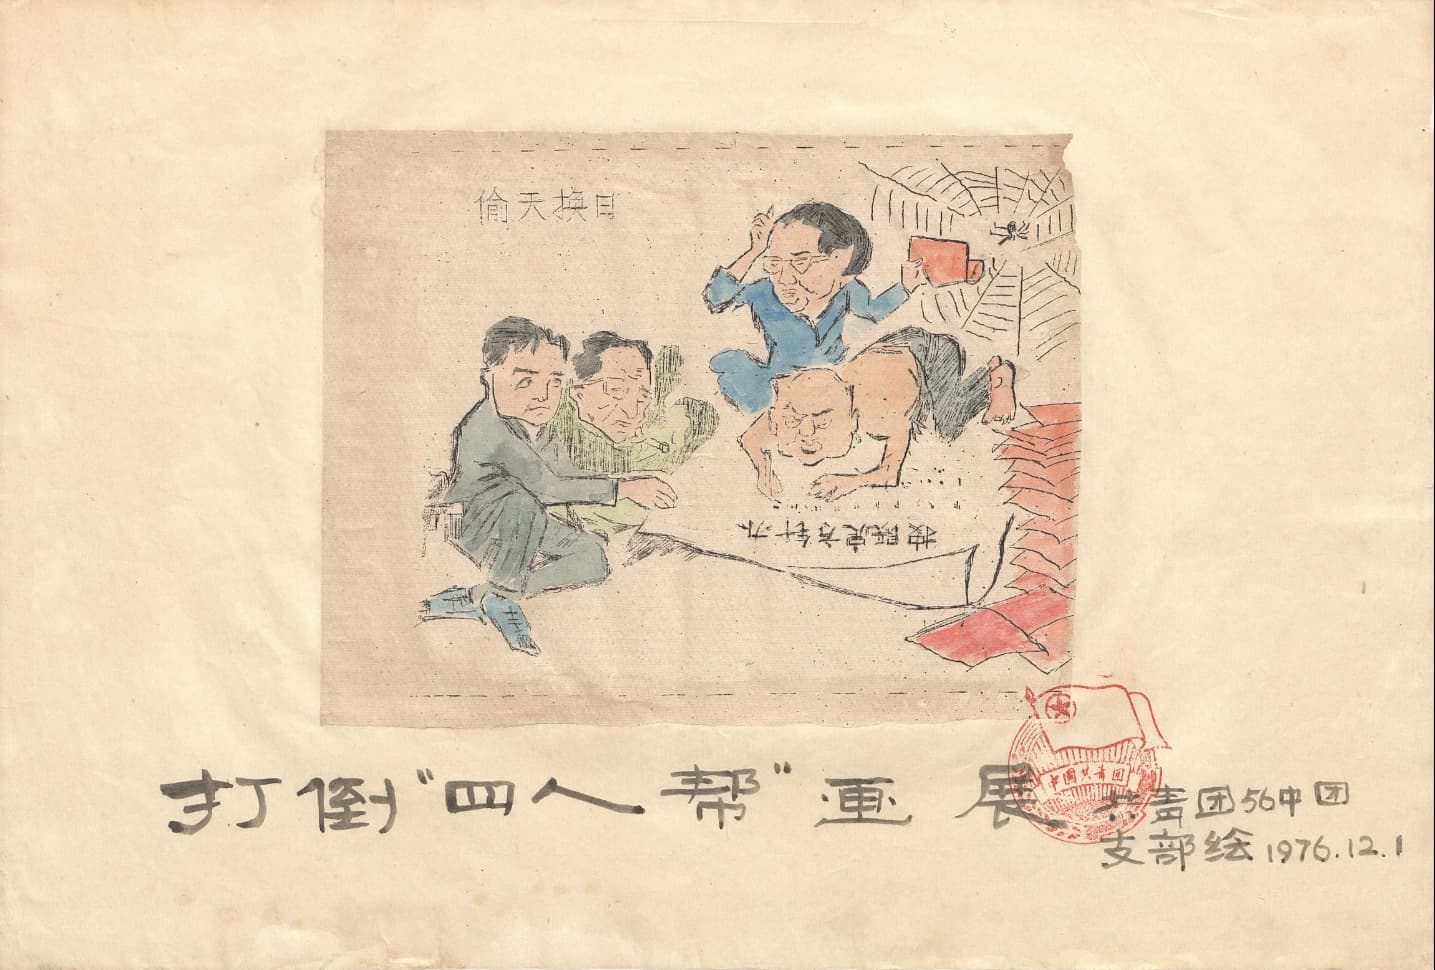 偷天换日
按既定方针办
打倒“四人帮”画展
共青团56中团
支部绘 1976.12.1
中国共青团